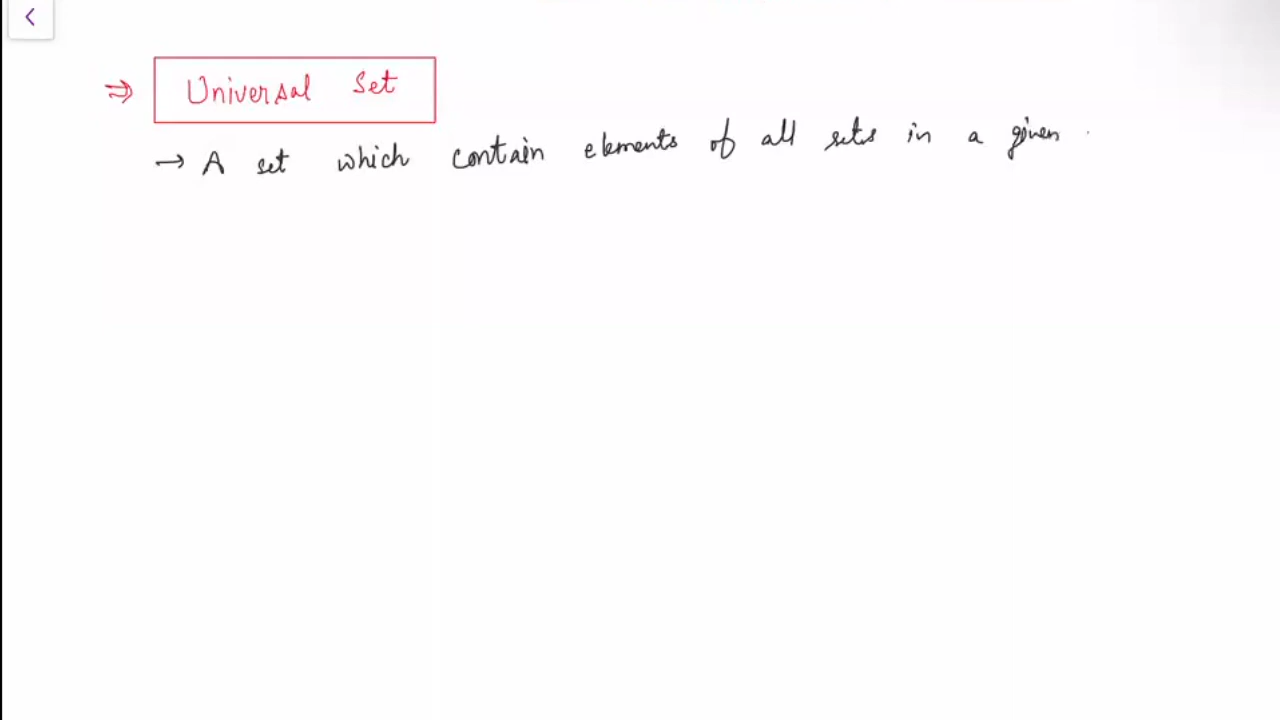 ⇒ Universal Set
→ A set which contain elements of all sets in a given